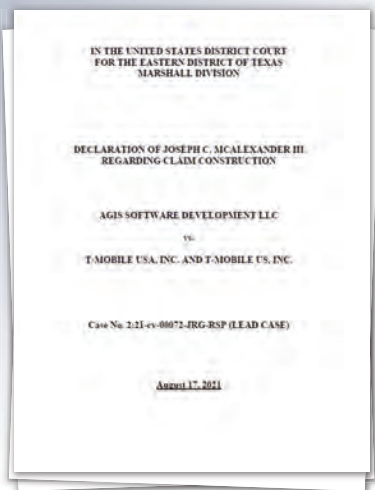 IN THE UNITED STATES DISTRICT COURT
FOR THE EASTERN DISTRICT OF TEXAS
MARSHALL DIVISION
DECLARATION OF JOSEPH C. MCALEXANDER III
REGARDING CLAIM CONSTRUCTION
AGIS SOFTWARE DEVELOPMENT LLC
vs.
T-MOBILE USA, INC. AND T-MOBILE US, INC.
Case No. 2:21-cv-00072-JRG-RSP (LEAD CASE)
August 17, 2021